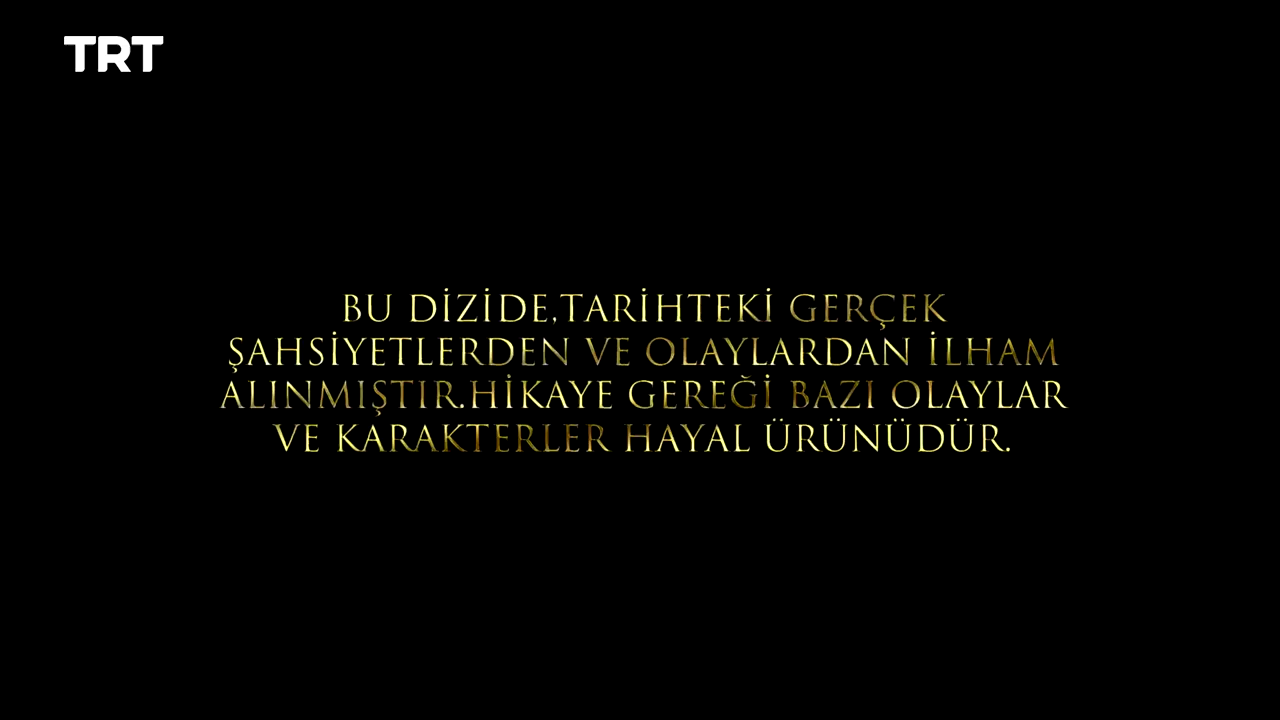 TRT
BU DİZİDE,TARİHTEKİ GERÇEK
ŞAHSİYETLERDEN VE OLAYLARDAN İLHAM
ALINMIŞTIR.HİKAYE GEREĞİ BAZI OLAYLAR
VE KARAKTERLER HAYAL ÜRÜNÜDÜR.